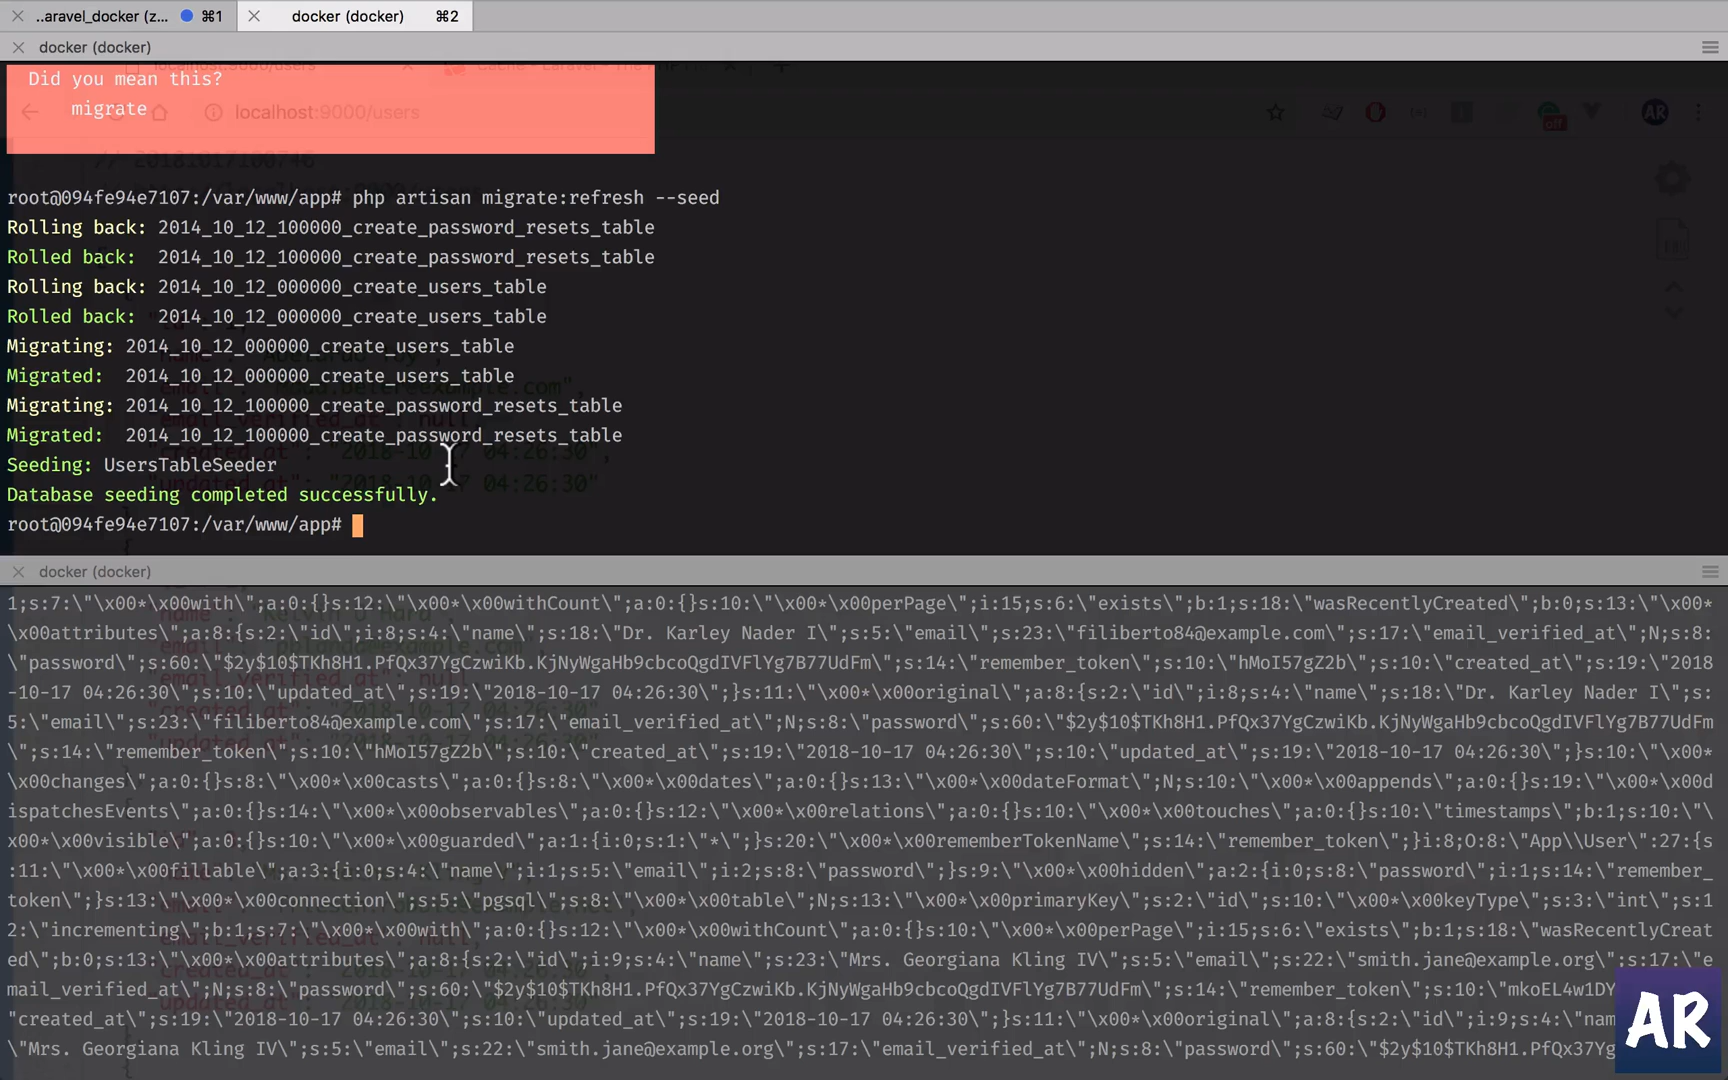 ..aravel_docker (z... ⌘1 docker (docker) ⌘2
docker (docker)
Did you mean this?
migrate
localhost:9000/users
off
AR
root@094fe94e7107:/var/www/app# php artisan migrate:refresh --seed
Rolling back: 2014_10_12_100000_create_password_resets_table
Rolled back:  2014_10_12_100000_create_password_resets_table
Rolling back: 2014_10_12_000000_create_users_table
Rolled back:  2014_10_12_000000_create_users_table
Migrating: 2014_10_12_000000_create_users_table
Migrated:  2014_10_12_000000_create_users_table
Migrating: 2014_10_12_100000_create_password_resets_table
Migrated:  2014_10_12_100000_create_password_resets_table
Seeding: UsersTableSeeder
Database seeding completed successfully.
root@094fe94e7107:/var/www/app#
docker (docker)
1;s:7:\"\x00*\x00with\";a:0:{}s:12:\"\x00*\x00withCount\";a:0:{}s:10:\"\x00*\x00perPage\";i:15;s:6:\"exists\";b:1;s:18:\"wasRecentlyCreated\";b:0;s:13:\"\x00*
\x00attributes\";a:8:{s:2:\"id\";i:8;s:4:\"name\";s:18:\"Dr. Karley Nader I\";s:5:\"email\";s:23:\"filiberto84@example.com\";s:17:\"email_verified_at\";N;s:8:
\"password\";s:60:\"$2y$10$TKh8H1.PfQx37YgCzwiKb.KjNyWgaHb9cbcoQgdIVFlYg7B77UdFm\";s:14:\"remember_token\";s:10:\"hMoI57gZ2b\";s:10:\"created_at\";s:19:\"2018
-10-17 04:26:30\";s:10:\"updated_at\";s:19:\"2018-10-17 04:26:30\";}s:11:\"\x00*\x00original\";a:8:{s:2:\"id\";i:8;s:4:\"name\";s:18:\"Dr. Karley Nader I\";s:
5:\"email\";s:23:\"filiberto84@example.com\";s:17:\"email_verified_at\";N;s:8:\"password\";s:60:\"$2y$10$TKh8H1.PfQx37YgCzwiKb.KjNyWgaHb9cbcoQgdIVFlYg7B77UdFm
\";s:14:\"remember_token\";s:10:\"hMoI57gZ2b\";s:10:\"created_at\";s:19:\"2018-10-17 04:26:30\";s:10:\"updated_at\";s:19:\"2018-10-17 04:26:30\";}s:10:\"\x00*
\x00changes\";a:0:{}s:8:\"\x00*\x00casts\";a:0:{}s:8:\"\x00*\x00dates\";a:0:{}s:13:\"\x00*\x00dateFormat\";N;s:10:\"\x00*\x00appends\";a:0:{}s:19:\"\x00*\x00d
ispatchesEvents\";a:0:{}s:14:\"\x00*\x00observables\";a:0:{}s:12:\"\x00*\x00relations\";a:0:{}s:10:\"\x00*\x00touches\";a:0:{}s:10:\"timestamps\";b:1;s:10:\"\
x00*\x00visible\";a:0:{}s:10:\"\x00*\x00guarded\";a:1:{i:0;s:1:\"*\";}s:20:\"\x00*\x00rememberTokenName\";s:14:\"remember_token\";}i:8;O:8:\"App\\User\":27:{s
:11:\"\x00*\x00fillable\";a:3:{i:0;s:4:\"name\";i:1;s:5:\"email\";i:2;s:8:\"password\";}s:9:\"\x00*\x00hidden\";a:2:{i:0;s:8:\"password\";i:1;s:14:\"remember_
token\";}s:13:\"\x00*\x00connection\";s:5:\"pgsql\";s:8:\"\x00*\x00table\";N;s:13:\"\x00*\x00primaryKey\";s:2:\"id\";s:10:\"\x00*\x00keyType\";s:3:\"int\";s:1
2:\"incrementing\";b:1;s:7:\"\x00*\x00with\";a:0:{}s:12:\"\x00*\x00withCount\";a:0:{}s:10:\"\x00*\x00perPage\";i:15;s:6:\"exists\";b:1;s:18:\"wasRecentlyCreat
ed\";b:0;s:13:\"\x00*\x00attributes\";a:8:{s:2:\"id\";i:9;s:4:\"name\";s:23:\"Mrs. Georgiana Kling IV\";s:5:\"email\";s:22:\"smith.jane@example.org\";s:17:\"e
mail_verified_at\";N;s:8:\"password\";s:60:\"$2y$10$TKh8H1.PfQx37YgCzwiKb.KjNyWgaHb9cbcoQgdIVFlYg7B77UdFm\";s:14:\"remember_token\";s:10:\"mkoEL4w1DY
\"created_at\";s:19:\"2018-10-17 04:26:30\";s:10:\"updated_at\";s:19:\"2018-10-17 04:26:30\";}s:11:\"\x00*\x00original\";a:8:{s:2:\"id\";i:9;s:4:\"nam
\"Mrs. Georgiana Kling IV\";s:5:\"email\";s:22:\"smith.jane@example.org\";s:17:\"email_verified_at\";N;s:8:\"password\";s:60:\"$2y$10$TKh8H1.PfQx37Yg
AR